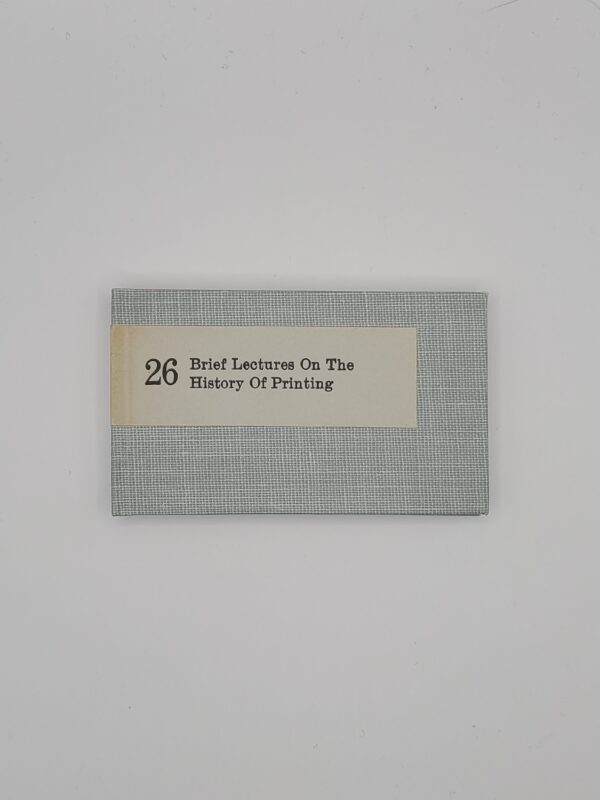 26 Brief Lectures On The
History Of Printing